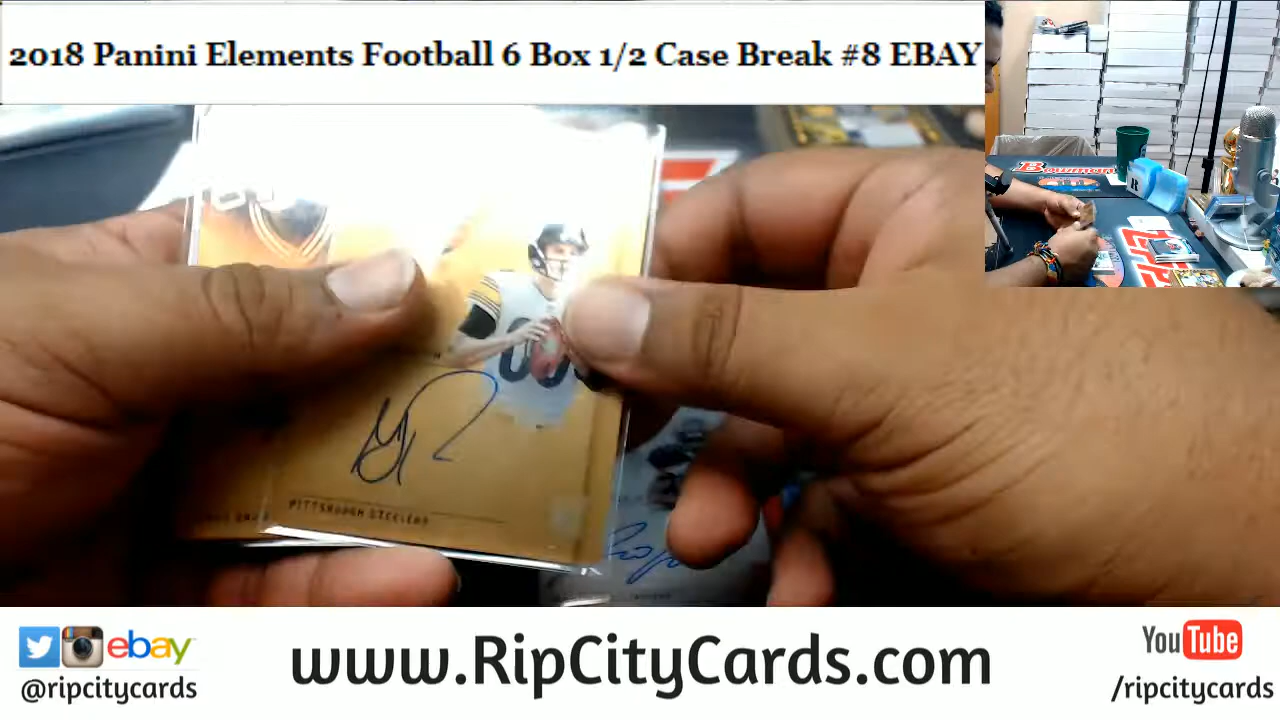 2018 Panini Elements Football 6 Box 1/2 Case Break #8 EBAY
Bowman
PITTSBURGH STEELERS
ebay
@ripcitycards
www.RipCityCards.com
YouTube
/ripcitycards